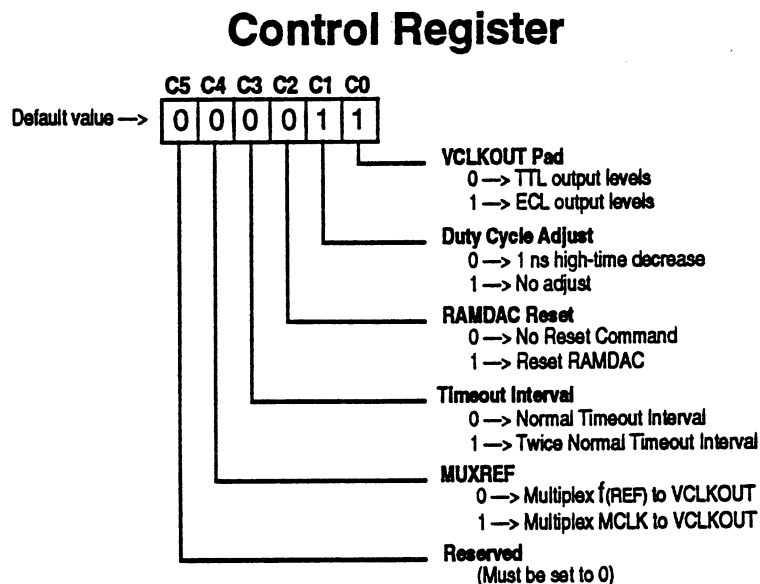 Control Register
C5 C4 C3 C2 C1 C0
Default value —> 0 0 0 0 1 1
VCLKOUT Pad
0 —> TTL output levels
1 —> ECL output levels
Duty Cycle Adjust
0 —> 1 ns high-time decrease
1 —> No adjust
RAMDAC Reset
0 —> No Reset Command
1 —> Reset RAMDAC
Timeout Interval
0 —> Normal Timeout Interval
1 —> Twice Normal Timeout Interval
MUXREF
0 —> Multiplex f(REF) to VCLKOUT
1 —> Multiplex MCLK to VCLKOUT
Reserved
(Must be set to 0)